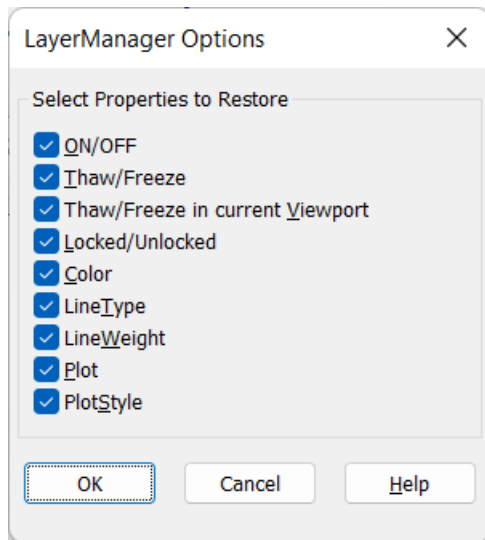 LayerManager Options
Select Properties to Restore
ON/OFF
Thaw/Freeze
Thaw/Freeze in current Viewport
Locked/Unlocked
Color
LineType
LineWeight
Plot
PlotStyle
OK Cancel Help